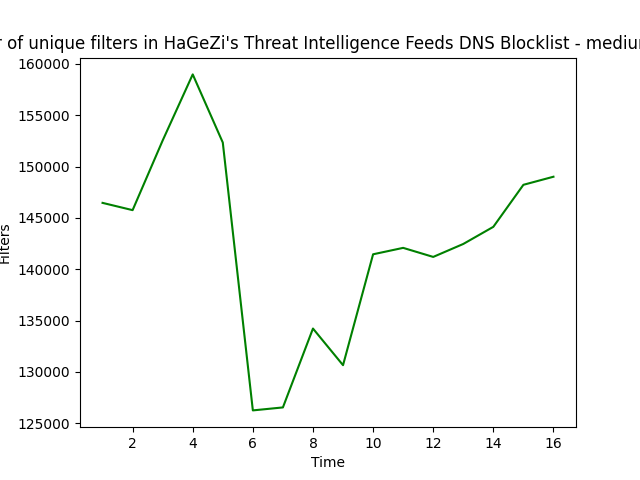 r of unique filters in HaGeZi's Threat Intelligence Feeds DNS Blocklist - mediu
160000
155000
150000
145000
140000
135000
130000
125000
Filters
2 4 6 8 10 12 14 16
Time